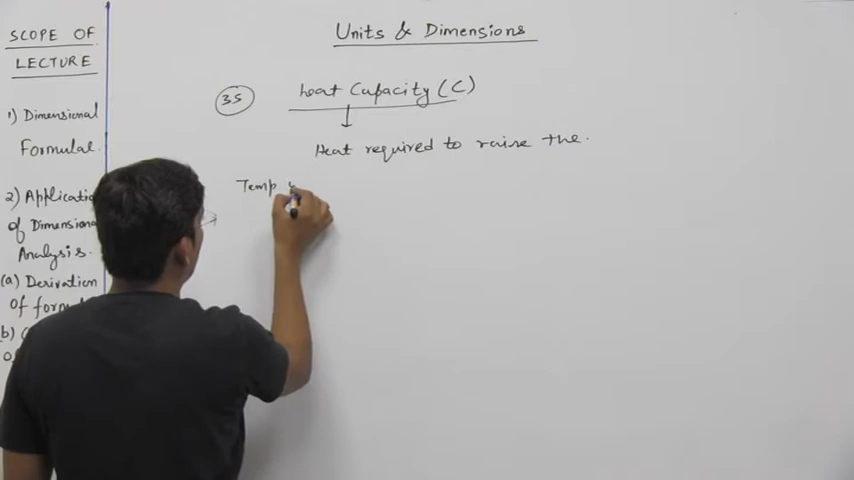 SCOPE OF
LECTURE
1) Dimensional
Formulae.
2) Applicatio
of Dimensiona
Analysis.
(a) Derivation
of form
(b)
Units & Dimensions
35 heat Capacity (C)
Heat required to raise the
Temp